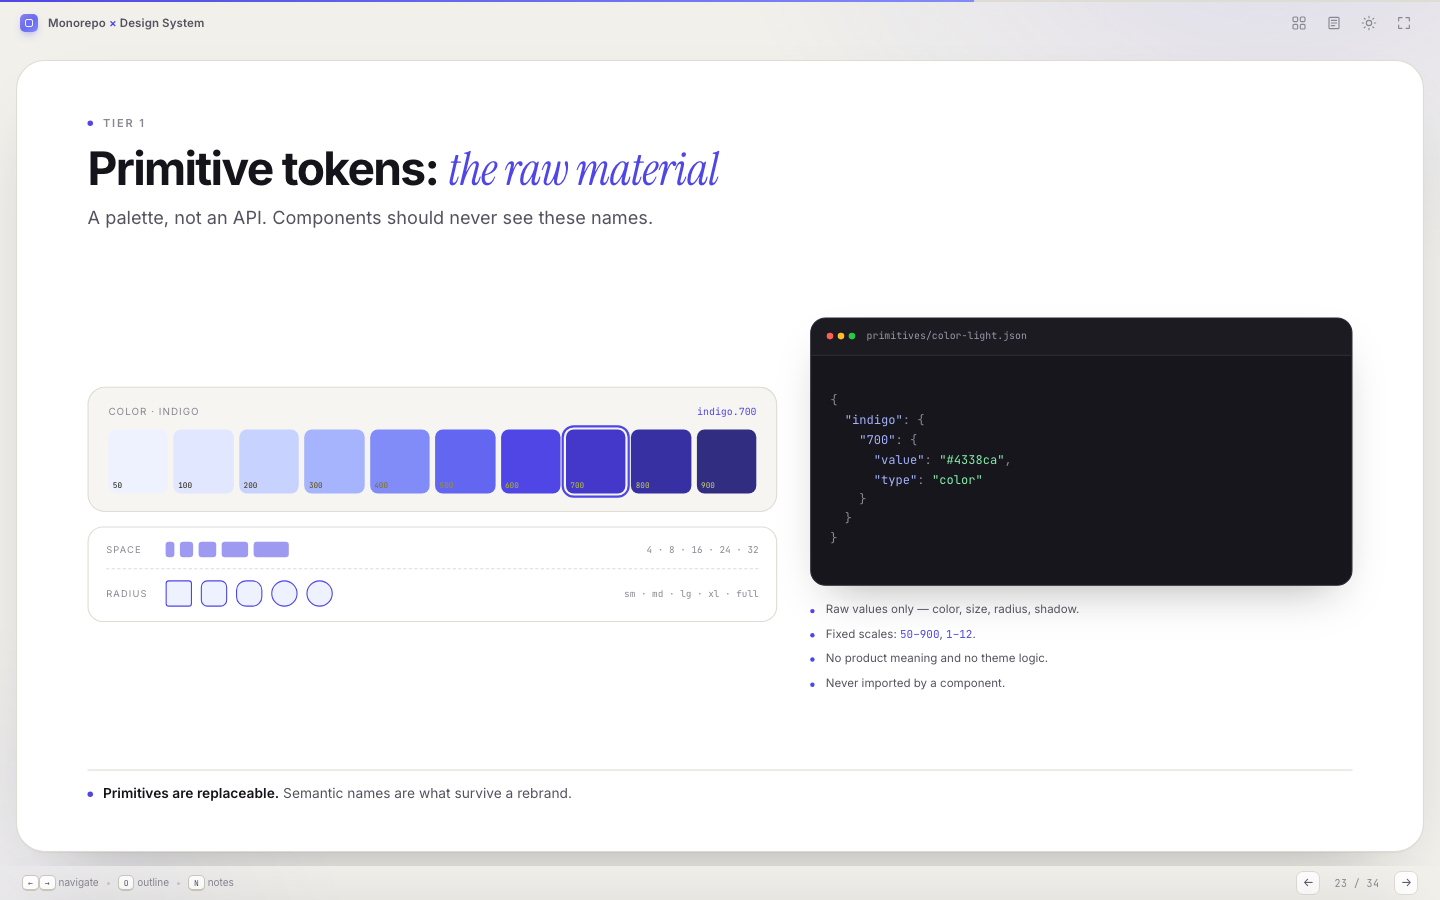 Monorepo × Design System
TIER 1
Primitive tokens: the raw material
A palette, not an API. Components should never see these names.
COLOR · INDIGO
indigo.700
50 100 200 300 400 500 600 700 800 900
SPACE
4 · 8 · 16 · 24 · 32
RADIUS
sm · md · lg · xl · full
primitives/color-light.json
{
"indigo": {
"700": {
"value": "#4338ca",
"type": "color"
}
}
}
Raw values only — color, size, radius, shadow.
Fixed scales: 50–900, 1–12.
No product meaning and no theme logic.
Never imported by a component.
Primitives are replaceable. Semantic names are what survive a rebrand.
← → navigate · O outline · N notes
← 23 / 34 →